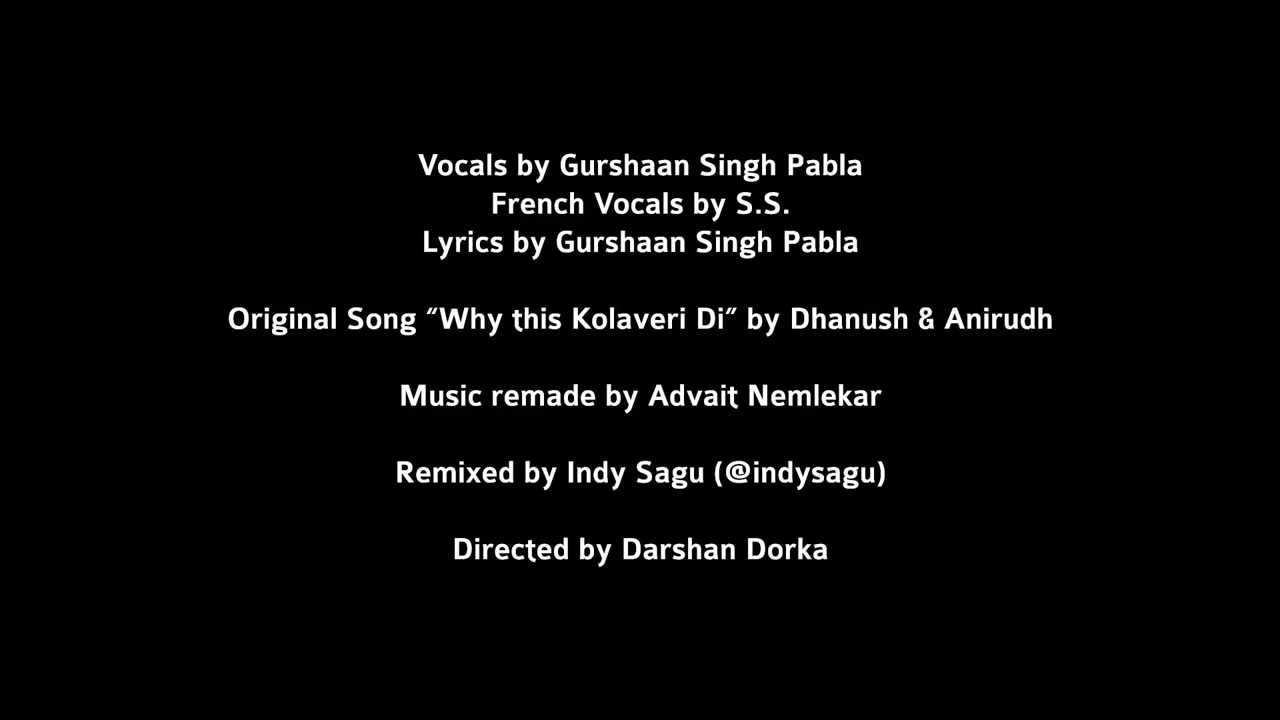 Vocals by Gurshaan Singh Pabla
French Vocals by S.S.
Lyrics by Gurshaan Singh Pabla
Original Song “Why this Kolaveri Di” by Dhanush & Anirudh
Music remade by Advait Nemlekar
Remixed by Indy Sagu (@indysagu)
Directed by Darshan Dorka